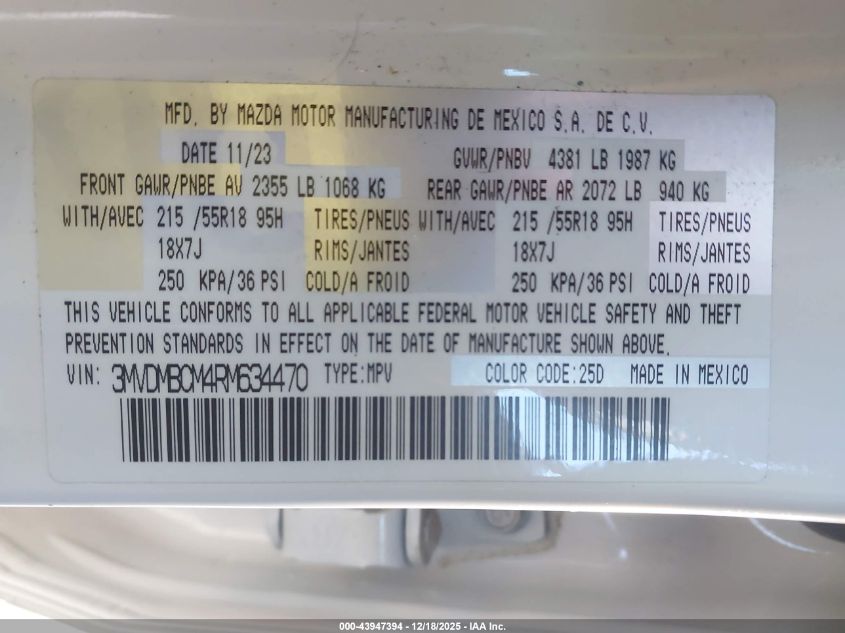 MFD. BY MAZDA MOTOR MANUFACTURING DE MEXICO S.A. DE C.V.
DATE 11/23 GVWR/PNBV 4381 LB 1987 KG
FRONT GAWR/PNBE AV 2355 LB 1068 KG REAR GAWR/PNBE AR 2072 LB 940 KG
WITH/AVEC 215 /55R18 95H TIRES/PNEUS WITH/AVEC 215 /55R18 95H TIRES/PNEUS
18X7J RIMS/JANTES 18X7J RIMS/JANTES
250 KPA/36 PSI COLD/A FROID 250 KPA/36 PSI COLD/A FROID
THIS VEHICLE CONFORMS TO ALL APPLICABLE FEDERAL MOTOR VEHICLE SAFETY AND THEFT
PREVENTION STANDARDS IN EFFECT ON THE DATE OF MANUFACTURE SHOWN ABOVE.
VIN: 3MVDMBCM4RM634470 TYPE:MPV COLOR CODE:25D MADE IN MEXICO
000-43947394 - 12/18/2025 - IAA Inc.